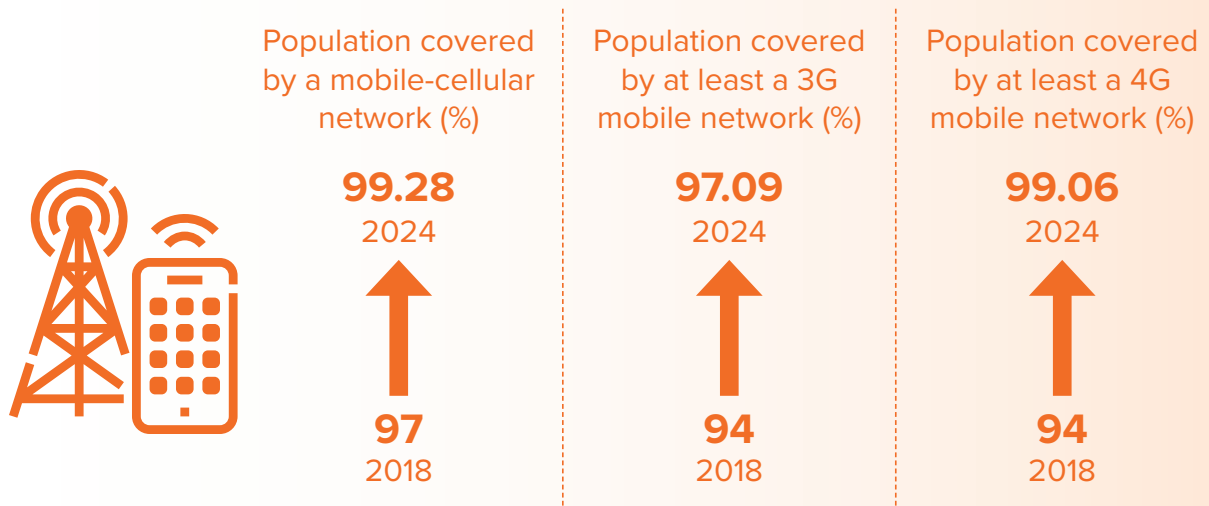 Population covered
by a mobile-cellular
network (%)
99.28
2024
97
2018
Population covered
by at least a 3G
mobile network (%)
97.09
2024
94
2018
Population covered
by at least a 4G
mobile network (%)
99.06
2024
94
2018